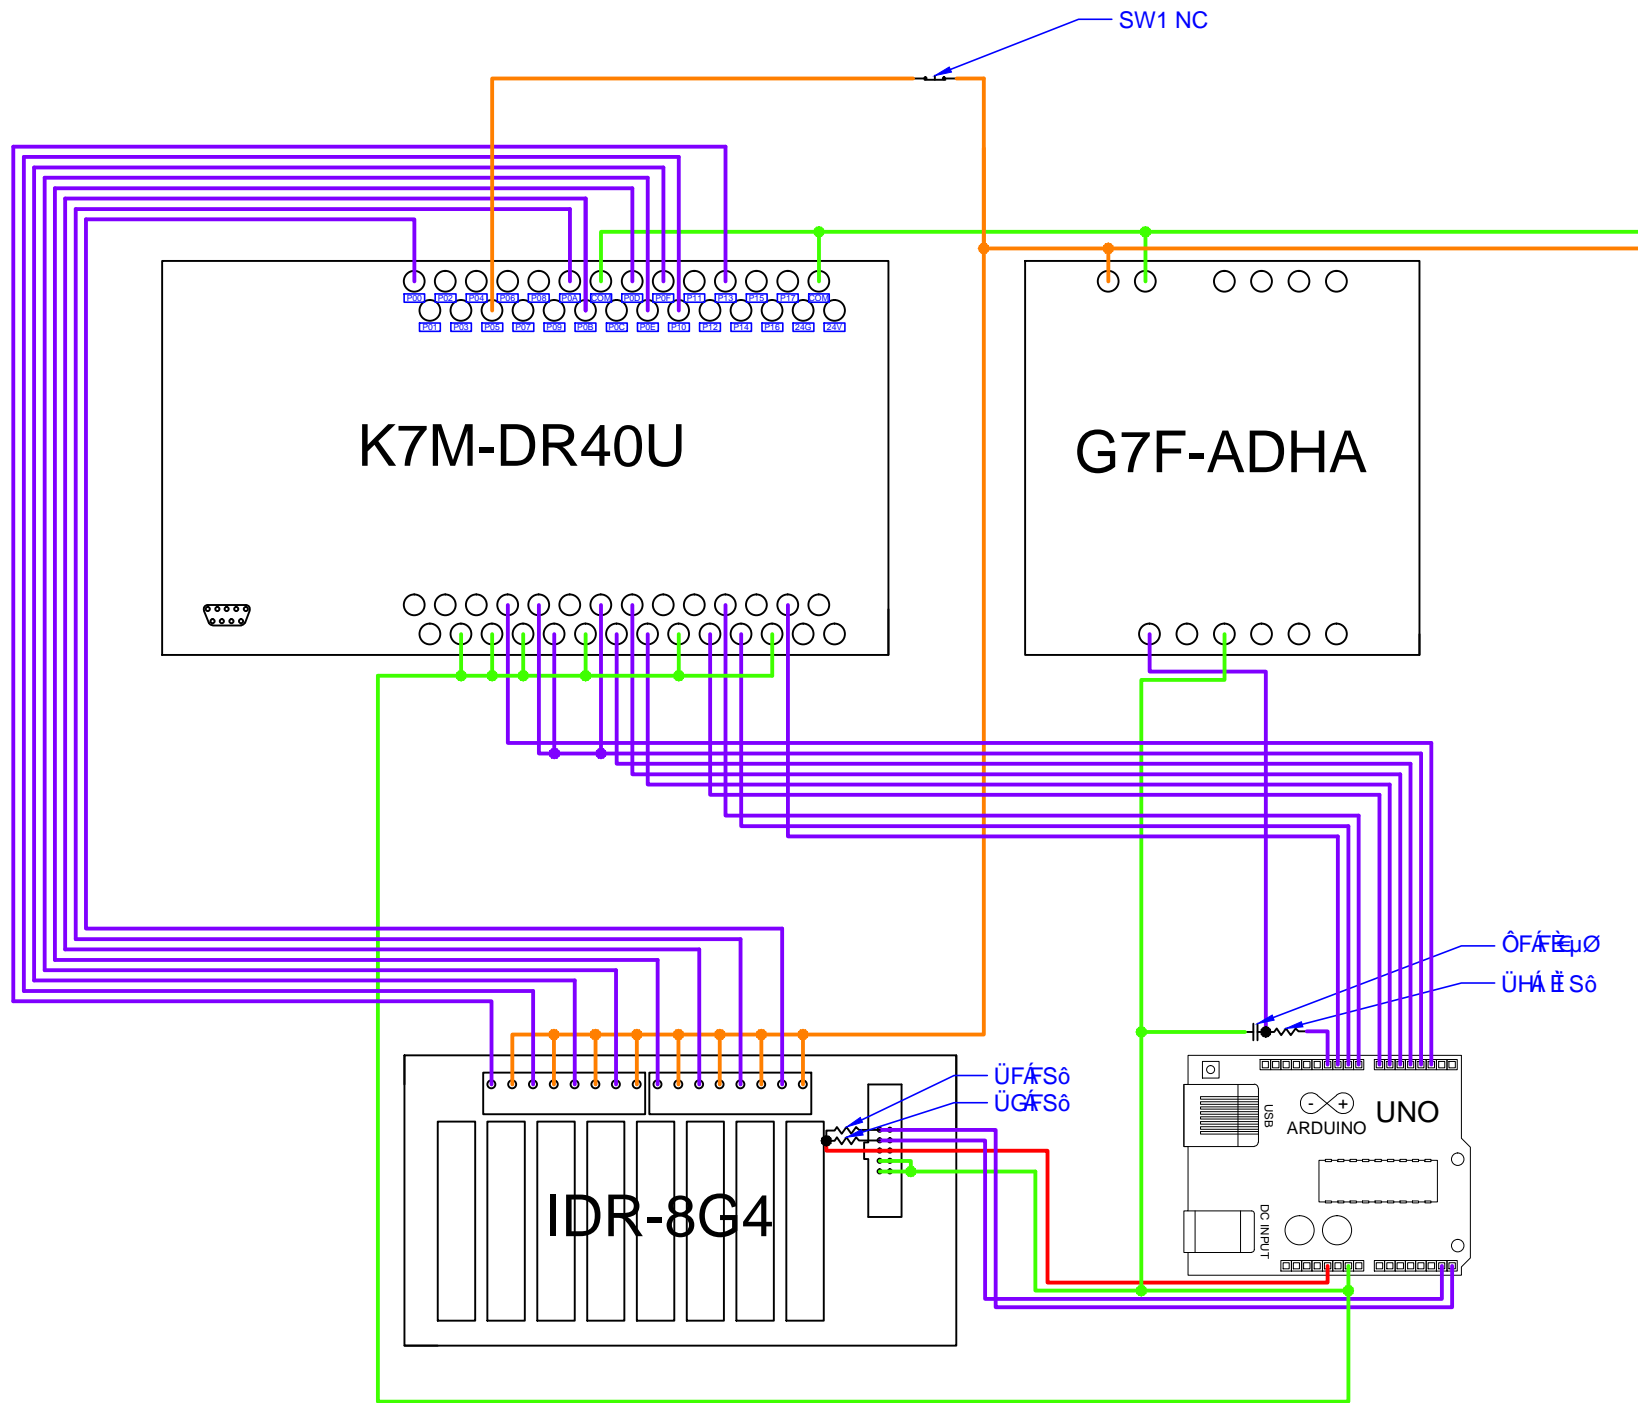 SW1 NC
P00
P02
P04
P06
P08
P0A
COM
P0D
P0F
P11
P13
P15
P17
COM
P01
P03
P05
P07
P09
P0B
P0C
P0E
P10
P12
P14
P16
24G
24V
K7M-DR40U
G7F-ADHA
IDR-8G4
USB
ARDUINO
UNO
DC INPUT